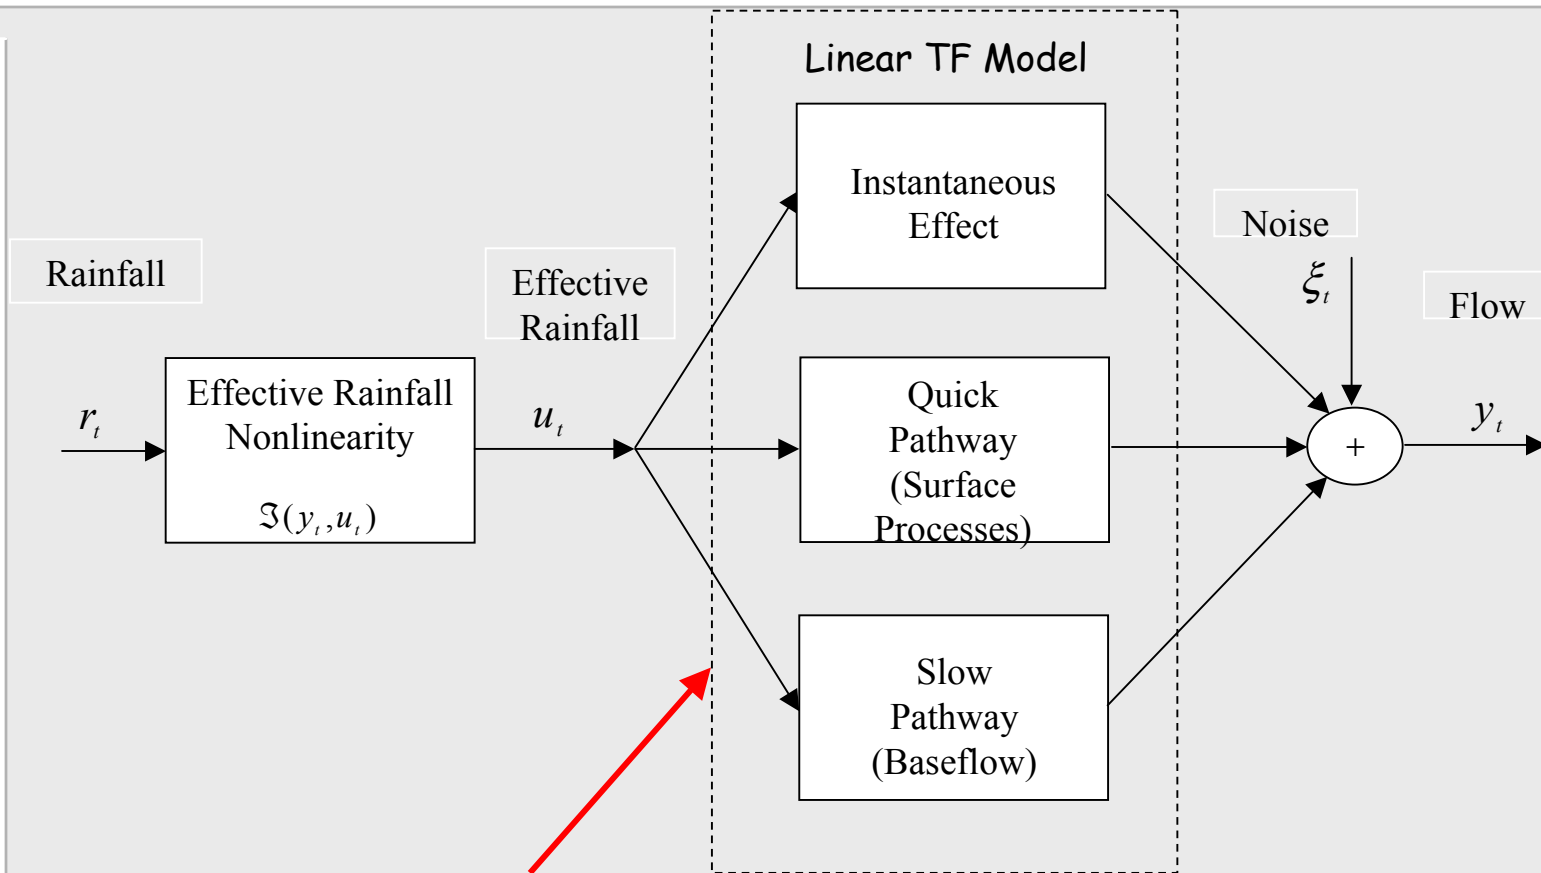 Linear TF Model
Instantaneous
Effect
Noise
ξt
Rainfall
Effective
Rainfall
Flow
Effective Rainfall
Nonlinearity
ℑ(yt,ut)
rt
ut
Quick
Pathway
(Surface
Processes)
+
yt
Slow
Pathway
(Baseflow)